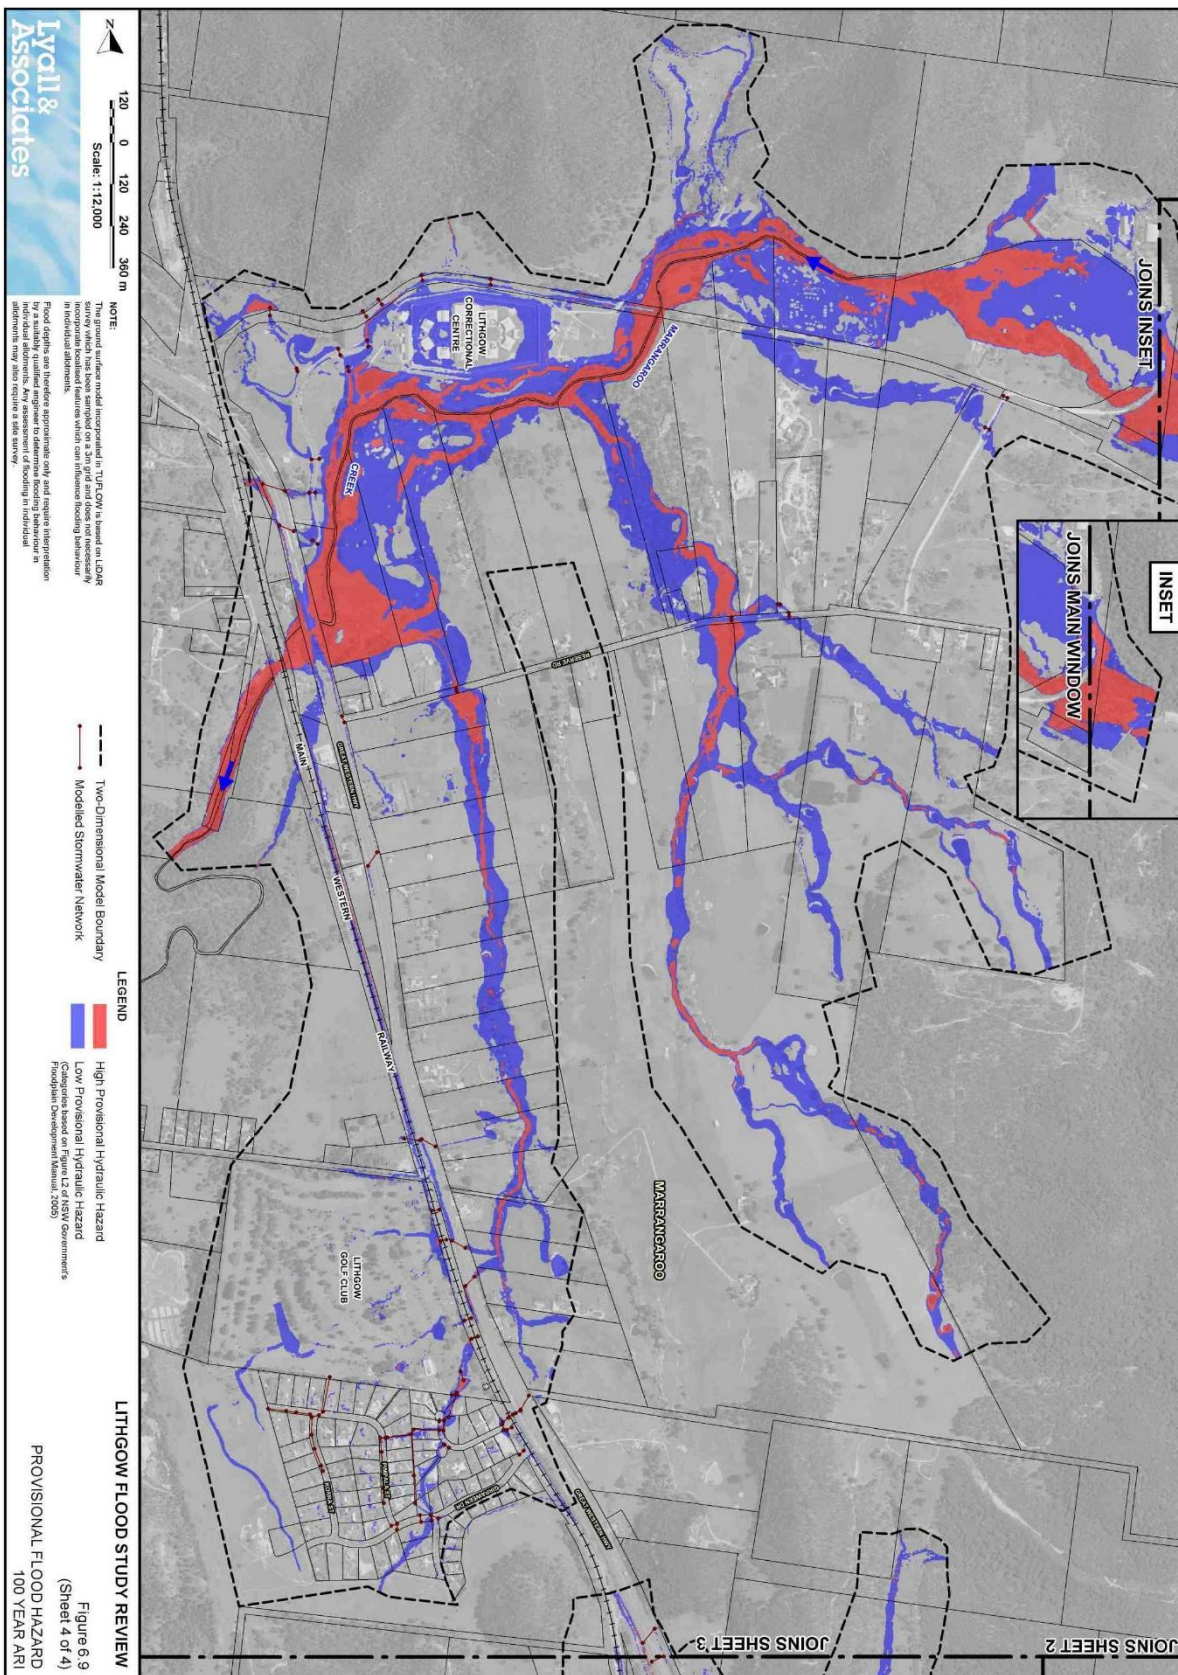 INSET
JOINS MAIN WINDOW
JOINS INSET
JOINS SHEET 2
JOINS SHEET 3
MARRANGAROO
LITHGOW
CORRECTIONAL
CENTRE
CREEK
RESERVE RD
MARRANGAROO
GREAT WESTERN HWY
MAIN
WESTERN
RAILWAY
LITHGOW
GOLF CLUB
GREAT WESTERN HWY
Lyall &
Associates
N
120 0 120 240 360 m
Scale: 1:12,000
NOTE:
The ground surface model incorporated in TUFLOW is based on LiDAR
survey which has been sampled on a 3m grid and does not necessarily
incorporate localised features which can influence flooding behaviour
in individual allotments.
Flood depths are therefore approximate only and require interpretation
by a suitably qualified engineer to determine flooding behaviour in
individual allotments. Any assessment of flooding in individual
allotments may also require a site survey.
LEGEND
Two-Dimensional Model Boundary
Modelled Stormwater Network
High Provisional Hydraulic Hazard
Low Provisional Hydraulic Hazard
(Categories based on Figure L2 of NSW Government's
Floodplain Development Manual, 2005)
LITHGOW FLOOD STUDY REVIEW
Figure 6.9
(Sheet 4 of 4)
PROVISIONAL FLOOD HAZARD
100 YEAR ARI